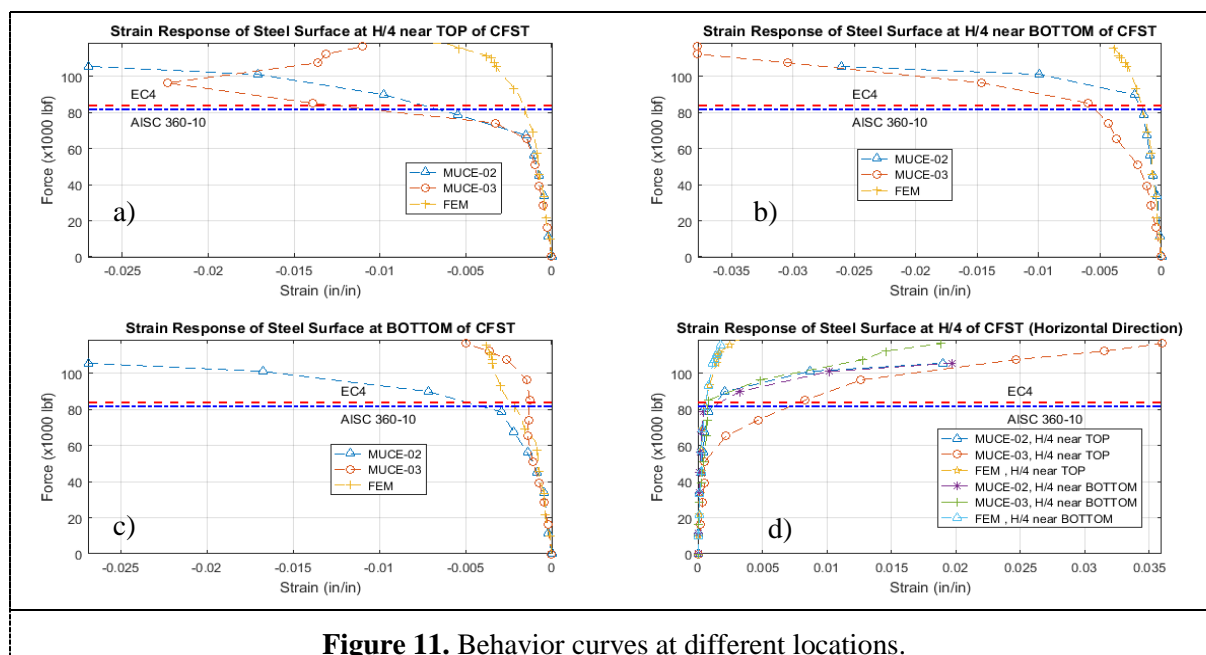 Strain Response of Steel Surface at H/4 near TOP of CFST
Force (x1000 lbf)
100
80
60
40
20
0
EC4
AISC 360-10
MUCE-02
MUCE-03
FEM
a)
-0.025 -0.02 -0.015 -0.01 -0.005 0
Strain (in/in)
Strain Response of Steel Surface at H/4 near BOTTOM of CFST
Force (x1000 lbf)
100
80
60
40
20
0
EC4
AISC 360-10
MUCE-02
MUCE-03
FEM
b)
-0.035 -0.03 -0.025 -0.02 -0.015 -0.01 -0.005 0
Strain (in/in)
Strain Response of Steel Surface at BOTTOM of CFST
Force (x1000 lbf)
100
80
60
40
20
0
EC4
AISC 360-10
MUCE-02
MUCE-03
FEM
c)
-0.025 -0.02 -0.015 -0.01 -0.005 0
Strain (in/in)
Strain Response of Steel Surface at H/4 of CFST (Horizontal Direction)
Force (x1000 lbf)
100
80
60
40
20
0
EC4
AISC 360-10
MUCE-02, H/4 near TOP
MUCE-03, H/4 near TOP
FEM , H/4 near TOP
MUCE-02, H/4 near BOTTOM
MUCE-03, H/4 near BOTTOM
FEM , H/4 near BOTTOM
d)
0 0.005 0.01 0.015 0.02 0.025 0.03 0.035
Strain (in/in)
Figure 11. Behavior curves at different locations.